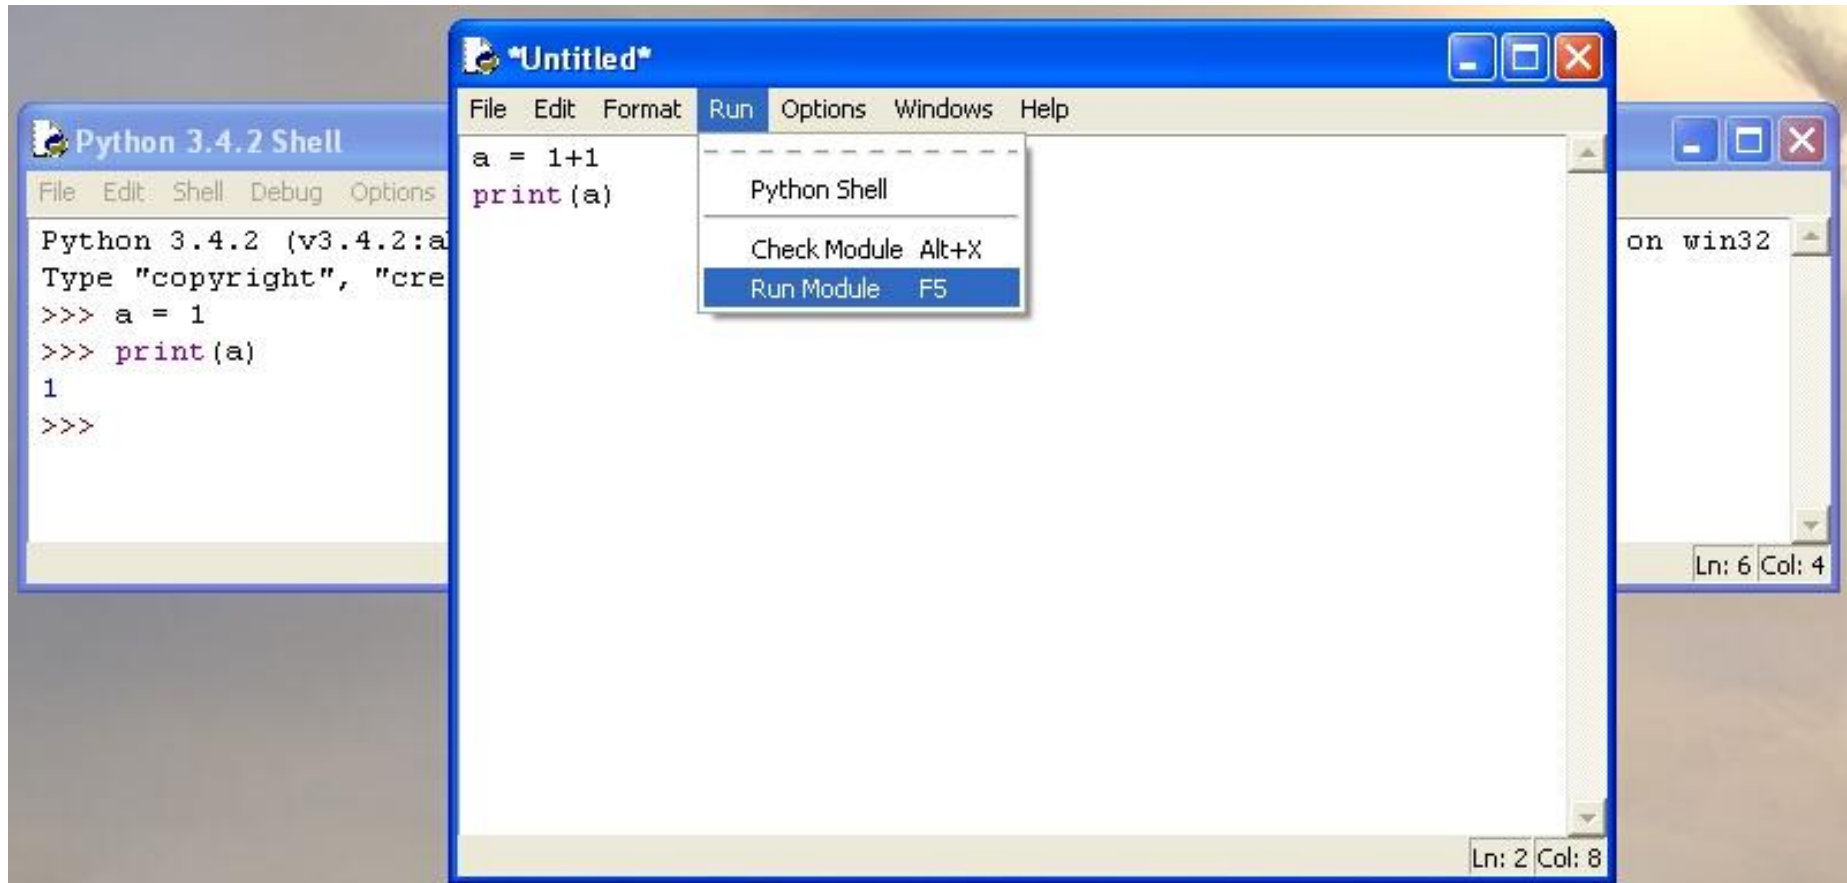 *Untitled*
File Edit Format Run Options Windows Help
a = 1+1
print(a)
Python Shell
Check Module Alt+X
Run Module F5
Ln: 2 Col: 8
Python 3.4.2 Shell
File Edit Shell Debug Options
Python 3.4.2 (v3.4.2:a
on win32
Type "copyright", "cre
>>> a = 1
>>> print(a)
1
>>>
Ln: 6 Col: 4